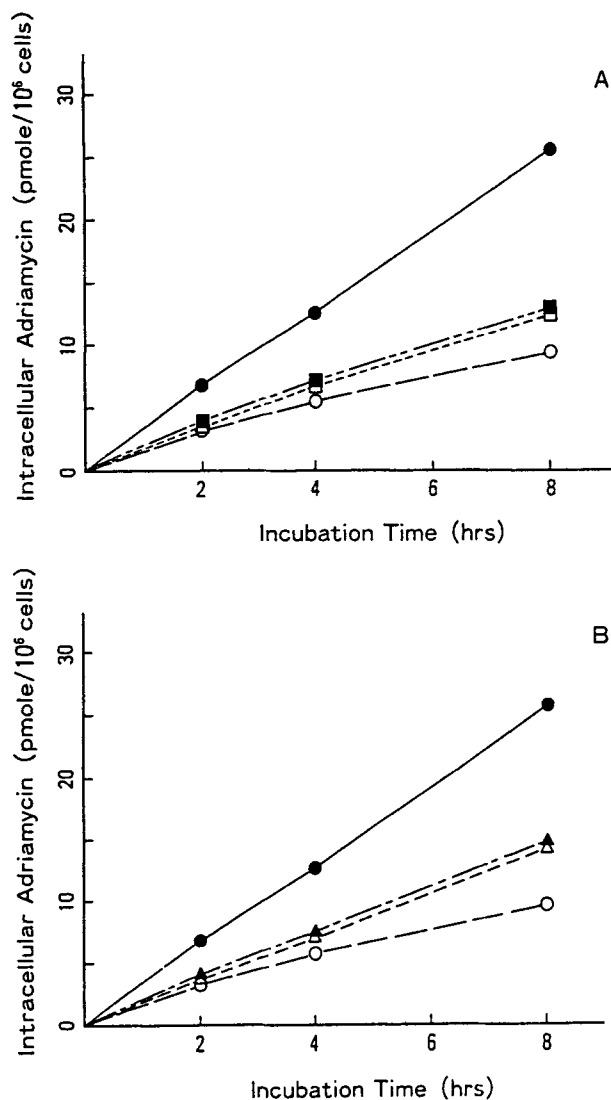 A
Intracellular Adriamycin (pmole/10⁶ cells)
30
20
10
0
2
4
6
8
Incubation Time (hrs)
B
Intracellular Adriamycin (pmole/10⁶ cells)
30
20
10
0
2
4
6
8
Incubation Time (hrs)